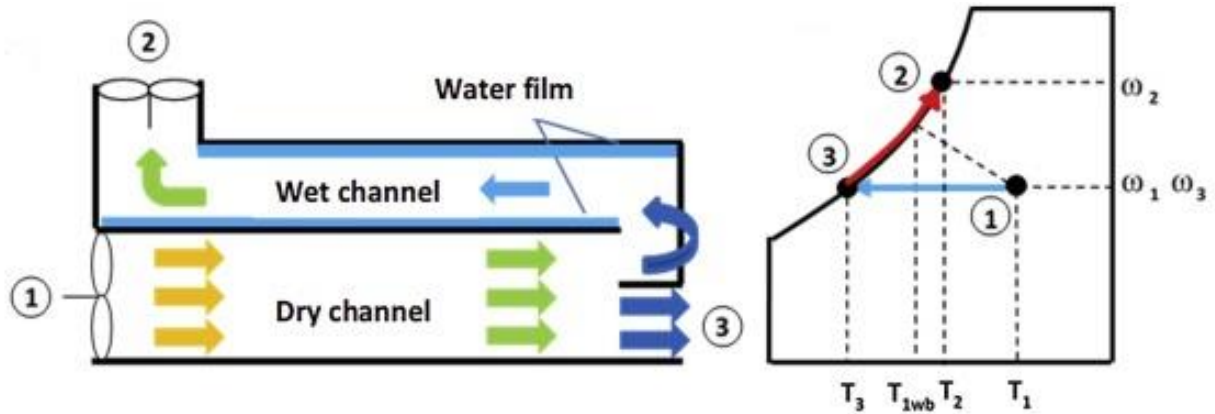 2
Water film
Wet channel
1
Dry channel
3
2
ω2
3
ω1 ω3
1
T3 T1wb T2 T1